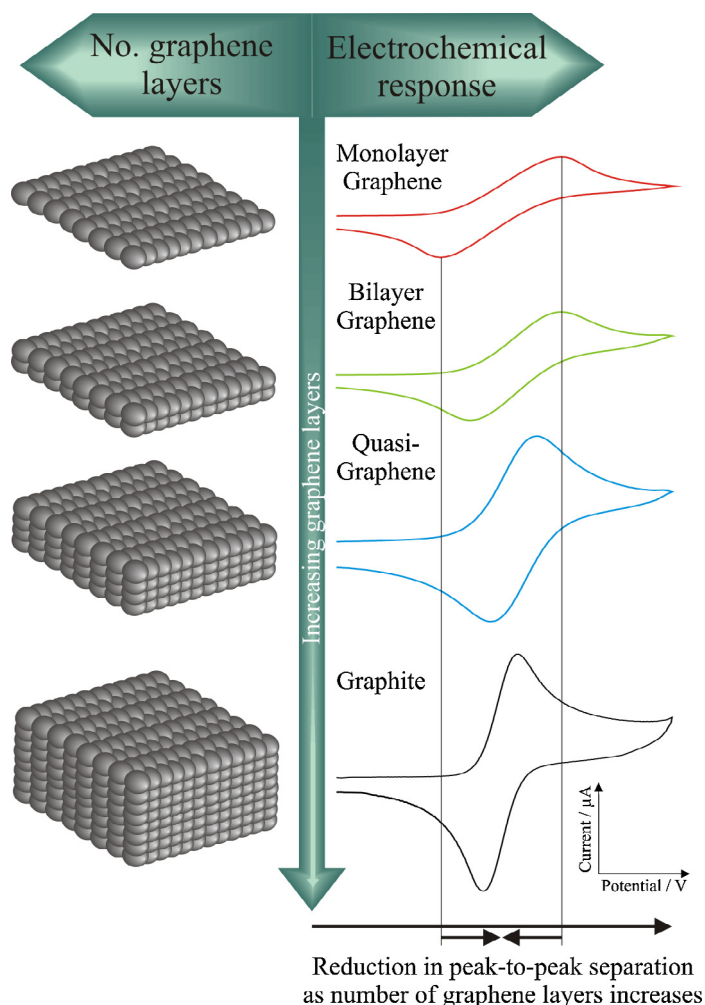 No. graphene
layers
Electrochemical
response
Monolayer
Graphene
Bilayer
Graphene
Quasi-
Graphene
Graphite
Increasing graphene layers
Current / µA
Potential / V
Reduction in peak-to-peak separation
as number of graphene layers increases